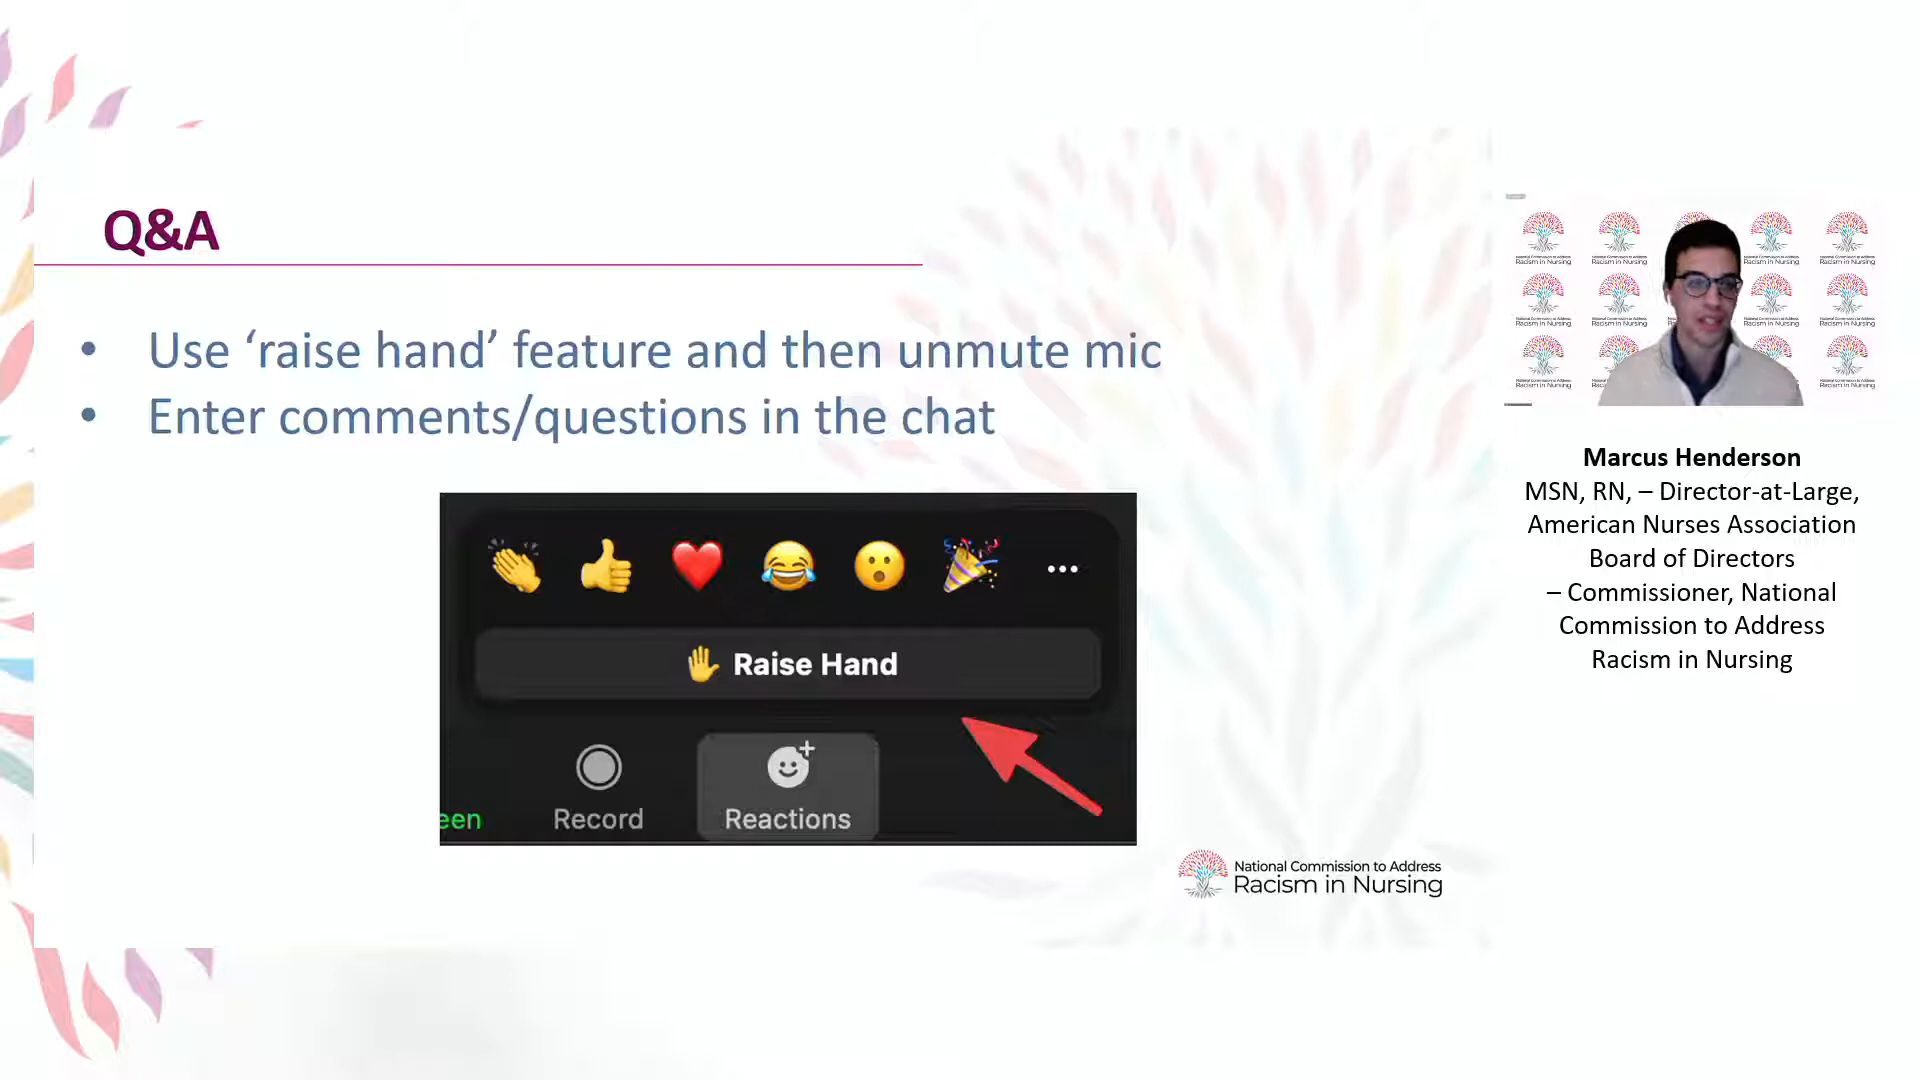 Q&A
• Use ‘raise hand’ feature and then unmute mic
• Enter comments/questions in the chat
Raise Hand
een
Record
Reactions
National Commission to Address
Racism in Nursing
Marcus Henderson
MSN, RN, – Director-at-Large,
American Nurses Association
Board of Directors
– Commissioner, National
Commission to Address
Racism in Nursing